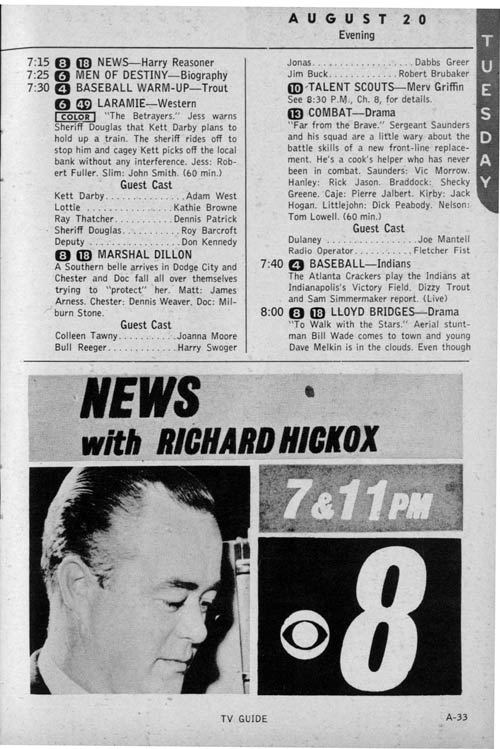 AUGUST 20
Evening
TUESDAY
7:15 8 18 NEWS—Harry Reasoner
7:25 6 MEN OF DESTINY—Biography
7:30 4 BASEBALL WARM-UP—Trout
6 49 LARAMIE—Western
COLOR "The Betrayers." Jess warns
Sheriff Douglas that Kett Darby plans to
hold up a train. The sheriff rides off to
stop him and cagey Kett picks off the local
bank without any interference. Jess: Rob-
ert Fuller. Slim: John Smith. (60 min.)
Guest Cast
Kett Darby..................Adam West
Lottie ..................Kathie Browne
Ray Thatcher............Dennis Patrick
Sheriff Douglas............Roy Barcroft
Deputy ..................Don Kennedy
8 18 MARSHAL DILLON
A Southern belle arrives in Dodge City and
Chester and Doc fall all over themselves
trying to "protect" her. Matt: James
Arness. Chester: Dennis Weaver. Doc: Mil-
burn Stone.
Guest Cast
Colleen Tawny............Joanna Moore
Bull Reeger...............Harry Swoger
Jonas.....................Dabbs Greer
Jim Buck...............Robert Brubaker
10 TALENT SCOUTS—Merv Griffin
See 8:30 P.M., Ch. 8, for details.
13 COMBAT—Drama
"Far from the Brave." Sergeant Saunders
and his squad are a little wary about the
battle skills of a new front-line replace-
ment. He's a cook's helper who has never
been in combat. Saunders: Vic Morrow.
Hanley: Rick Jason. Braddock: Shecky
Greene. Caje: Pierre Jalbert. Kirby: Jack
Hogan. Littlejohn: Dick Peabody. Nelson:
Tom Lowell. (60 min.)
Guest Cast
Dulaney ...................Joe Mantell
Radio Operator............Fletcher Fist
7:40 4 BASEBALL—Indians
The Atlanta Crackers play the Indians at
Indianapolis's Victory Field. Dizzy Trout
and Sam Simmermaker report. (Live)
8:00 8 18 LLOYD BRIDGES—Drama
"To Walk with the Stars." Aerial stunt-
man Bill Wade comes to town and young
Dave Melkin is in the clouds. Even though
NEWS
with RICHARD HICKOX
7 & 11 PM
8
TV GUIDE
A-33